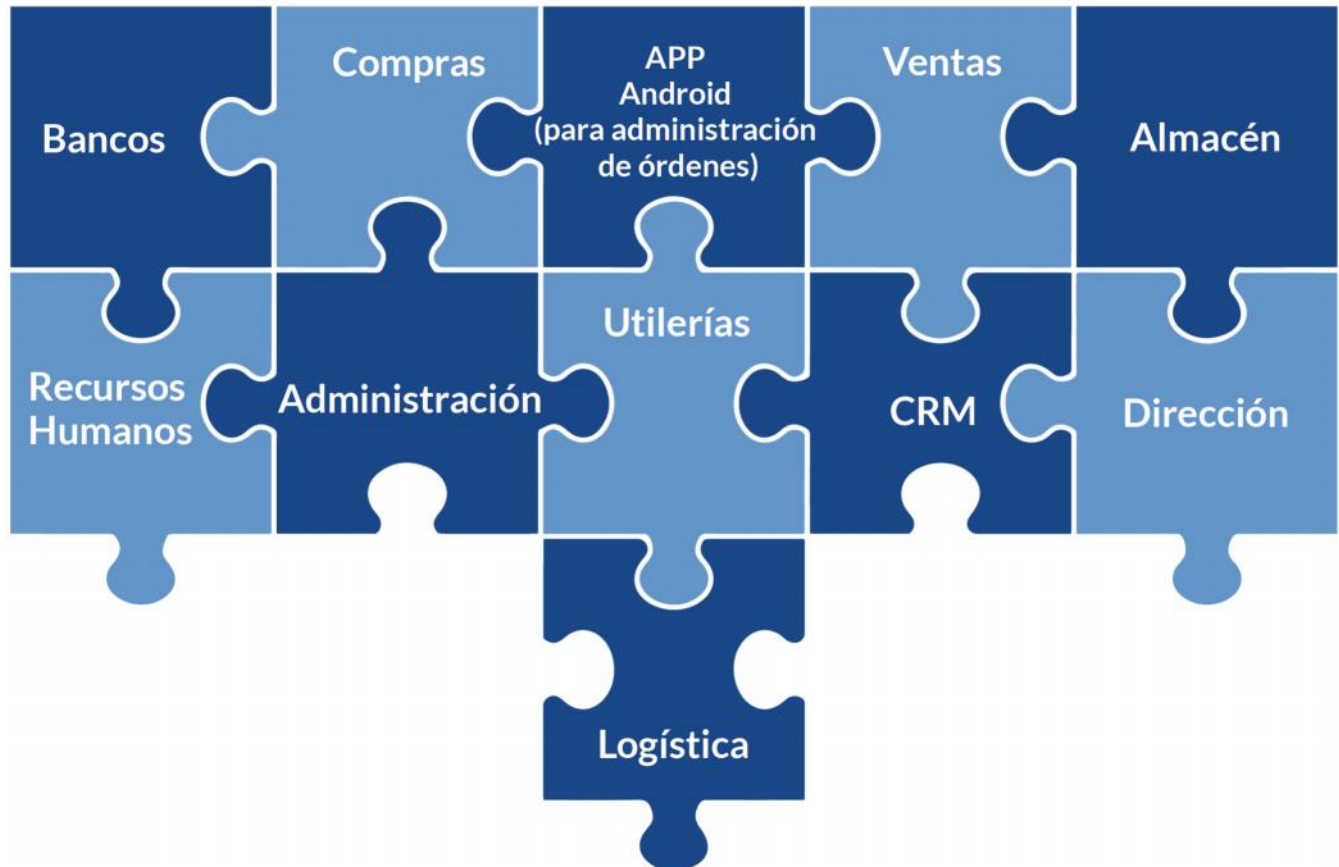 Bancos
Compras
APP
Android
(para administración
de órdenes)
Ventas
Almacén
Recursos
Humanos
Administración
Utilerías
CRM
Dirección
Logística